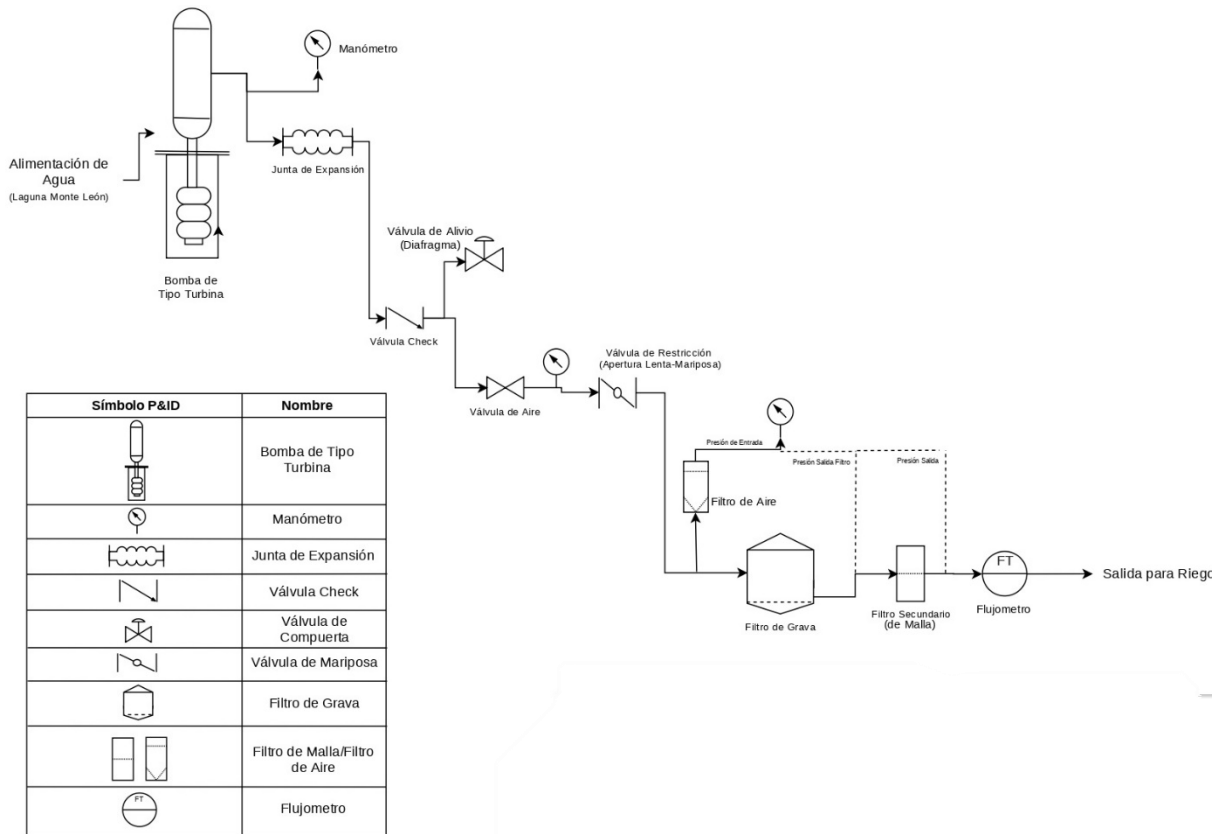 Manómetro
Alimentación de
Agua
(Laguna Monte León)
Junta de Expansión
Bomba de
Tipo Turbina
Válvula de Alivio
(Diafragma)
Válvula Check
Válvula de Aire
Válvula de Restricción
(Apertura Lenta-Mariposa)
Presión de Entrada
Presión Salida Filtro
Presión Salida
Filtro de Aire
Filtro de Grava
Filtro Secundario
(de Malla)
FT
Flujometro
Salida para Riego
Símbolo P&ID
Nombre
Bomba de Tipo
Turbina
Manómetro
Junta de Expansión
Válvula Check
Válvula de
Compuerta
Válvula de Mariposa
Filtro de Grava
Filtro de Malla/Filtro
de Aire
FT
Flujometro